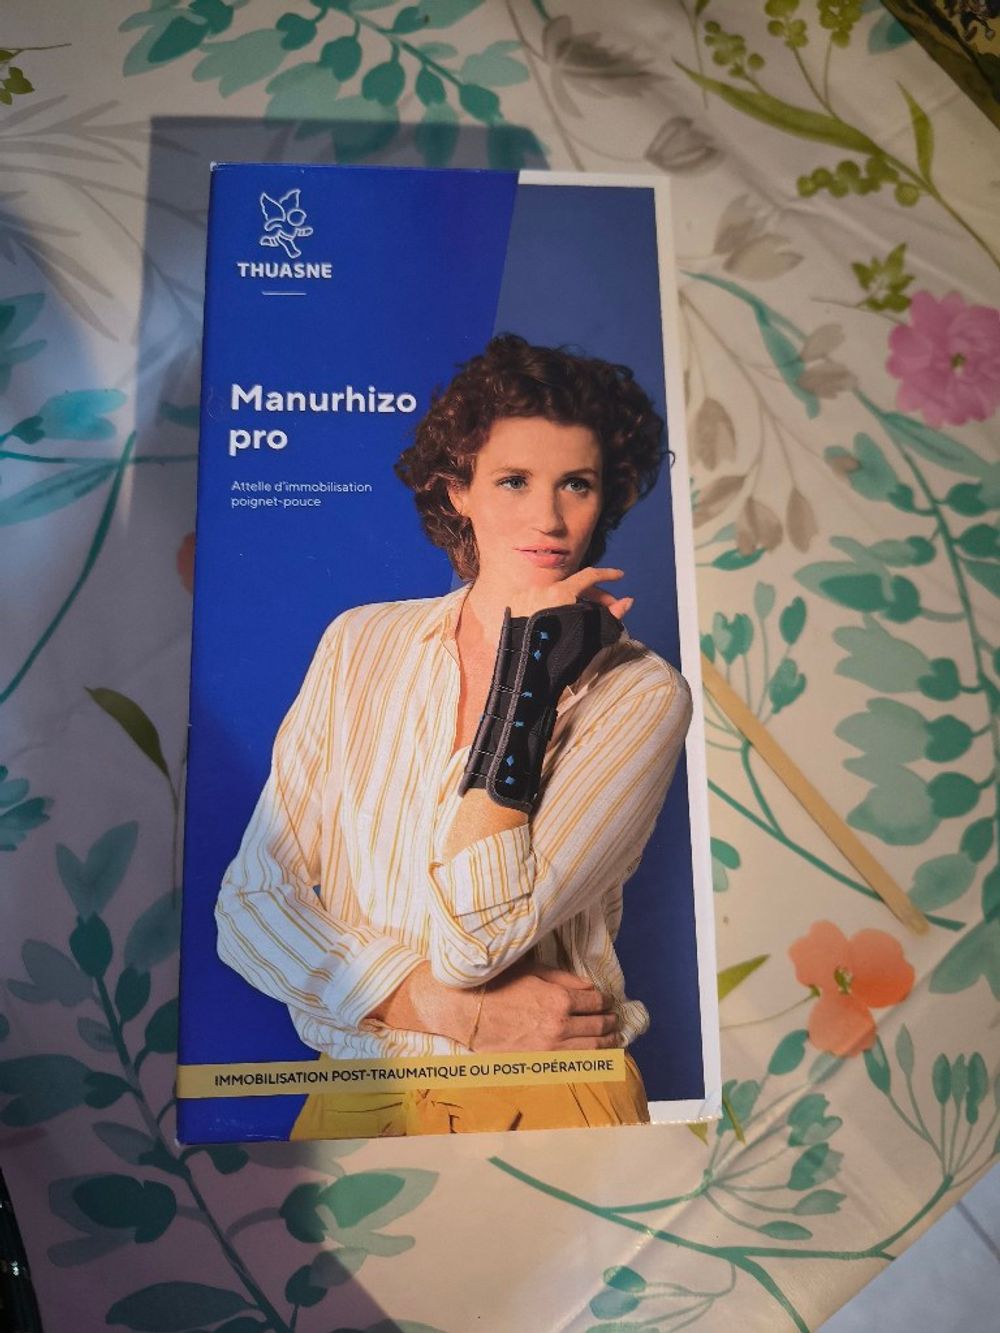 THUASNE
Manurhizo
pro
Attelle d'immobilisation
poignet-pouce
IMMOBILISATION POST-TRAUMATIQUE OU POST-OPÉRATOIRE